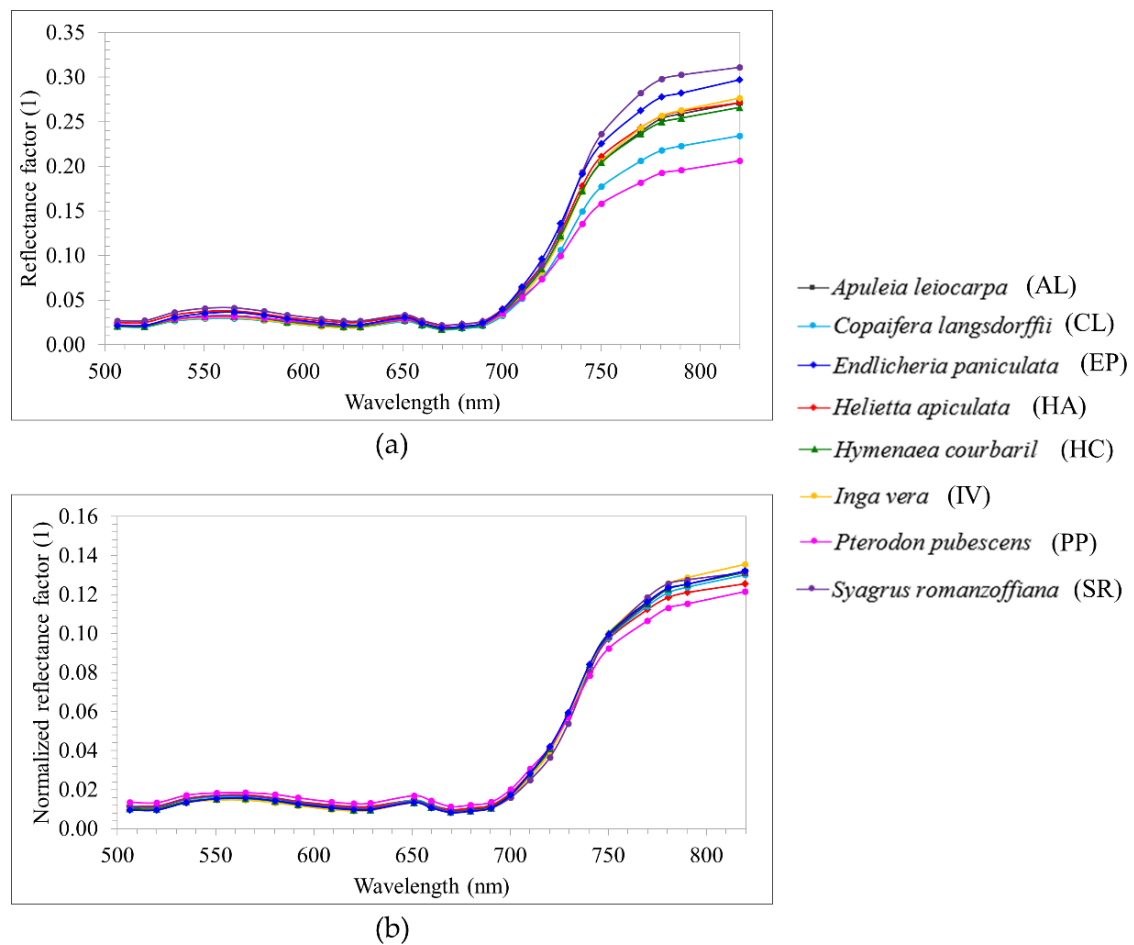 0.35
0.30
0.25
0.20
0.15
0.10
0.05
0.00
Reflectance factor (1)
500 550 600 650 700 750 800
Wavelength (nm)
(a)
Apuleia leiocarpa (AL)
Copaifera langsdorffii (CL)
Endlicheria paniculata (EP)
Helietta apiculata (HA)
Hymenaea courbaril (HC)
Inga vera (IV)
Pterodon pubescens (PP)
Syagrus romanzoffiana (SR)
0.16
0.14
0.12
0.10
0.08
0.06
0.04
0.02
0.00
Normalized reflectance factor (1)
500 550 600 650 700 750 800
Wavelength (nm)
(b)